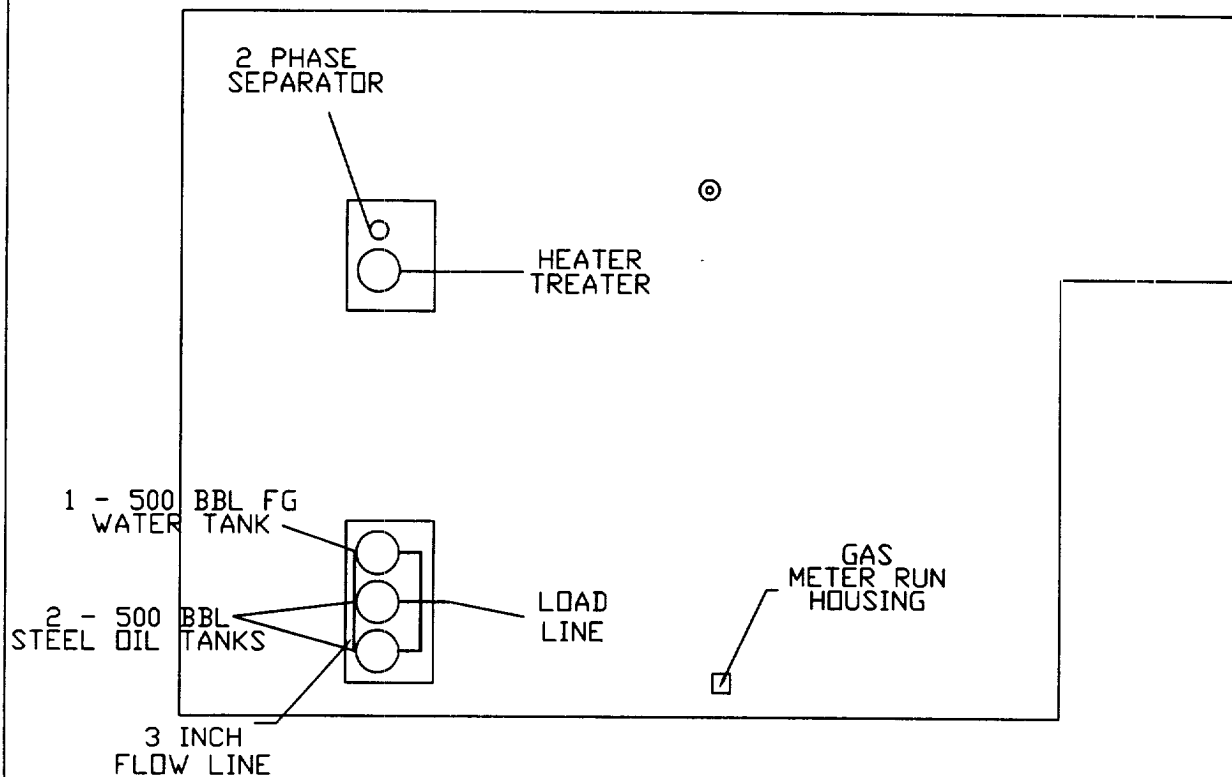 2 PHASE
SEPARATOR
HEATER
TREATER
1 - 500 BBL FG
WATER TANK
2 - 500 BBL
STEEL OIL TANKS
LOAD
LINE
GAS
METER RUN
HOUSING
3 INCH
FLOW LINE